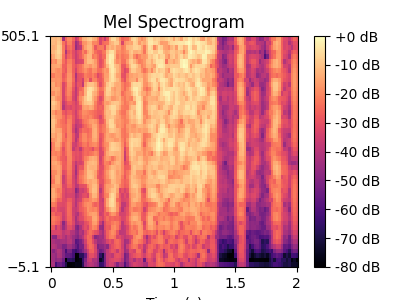 Mel Spectrogram
505.1
−5.1
0
0.5
1
1.5
2
+0 dB
-10 dB
-20 dB
-30 dB
-40 dB
-50 dB
-60 dB
-70 dB
-80 dB